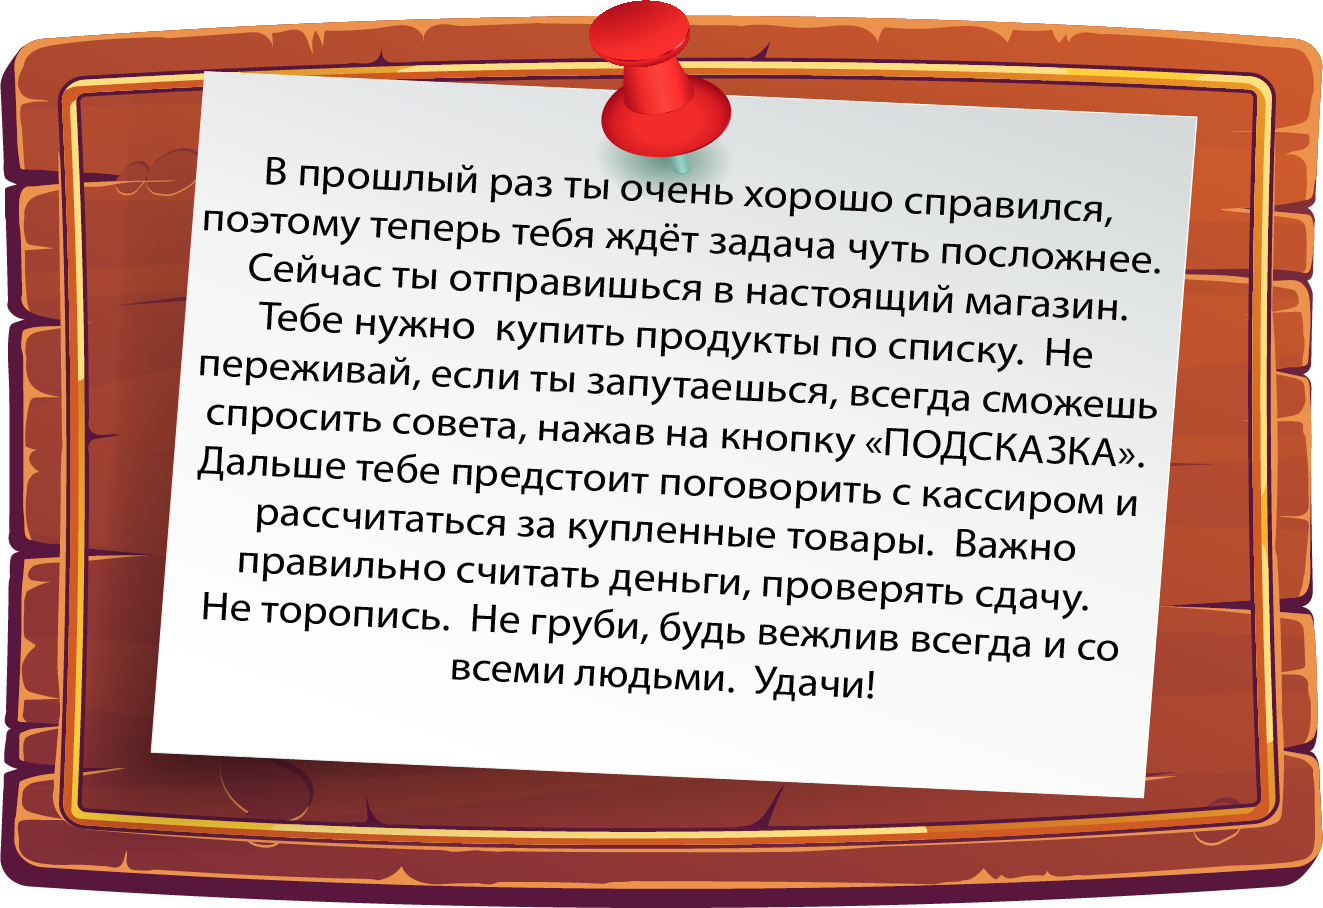 В прошлый раз ты очень хорошо справился,
поэтому теперь тебя ждёт задача чуть посложнее.
Сейчас ты отправишься в настоящий магазин.
Тебе нужно  купить продукты по списку.  Не
переживай, если ты запутаешься, всегда сможешь
спросить совета, нажав на кнопку «ПОДСКАЗКА».
Дальше тебе предстоит поговорить с кассиром и
рассчитаться за купленные товары.  Важно
правильно считать деньги, проверять сдачу.
Не торопись.  Не груби, будь вежлив всегда и со
всеми людьми.  Удачи!